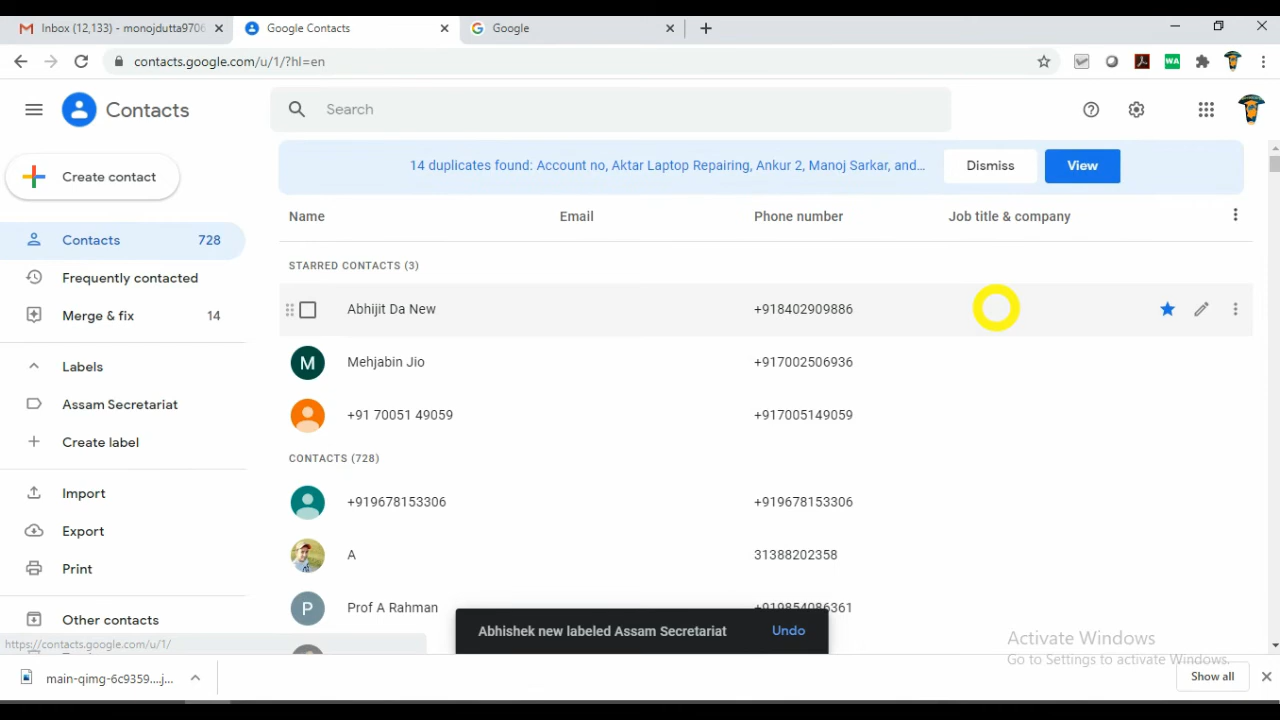 Inbox (12,133) - monojdutta9706
Google Contacts
Google
contacts.google.com/u/1/?hl=en
WA
Contacts
Search
Create contact
14 duplicates found: Account no, Aktar Laptop Repairing, Ankur 2, Manoj Sarkar, and... Dismiss View
Name Email Phone number Job title & company
Contacts 728
Frequently contacted
Merge & fix 14
Labels
Assam Secretariat
Create label
Import
Export
Print
Other contacts
STARRED CONTACTS (3)
Abhijit Da New +918402909886
M Mehjabin Jio +917002506936
+91 70051 49059 +917005149059
CONTACTS (728)
+919678153306 +919678153306
A 31388202358
P Prof A Rahman +919854086361
Abhishek new labeled Assam Secretariat Undo
https://contacts.google.com/u/1/
Activate Windows
Go to Settings to activate Windows.
main-qimg-6c9359....j...
Show all